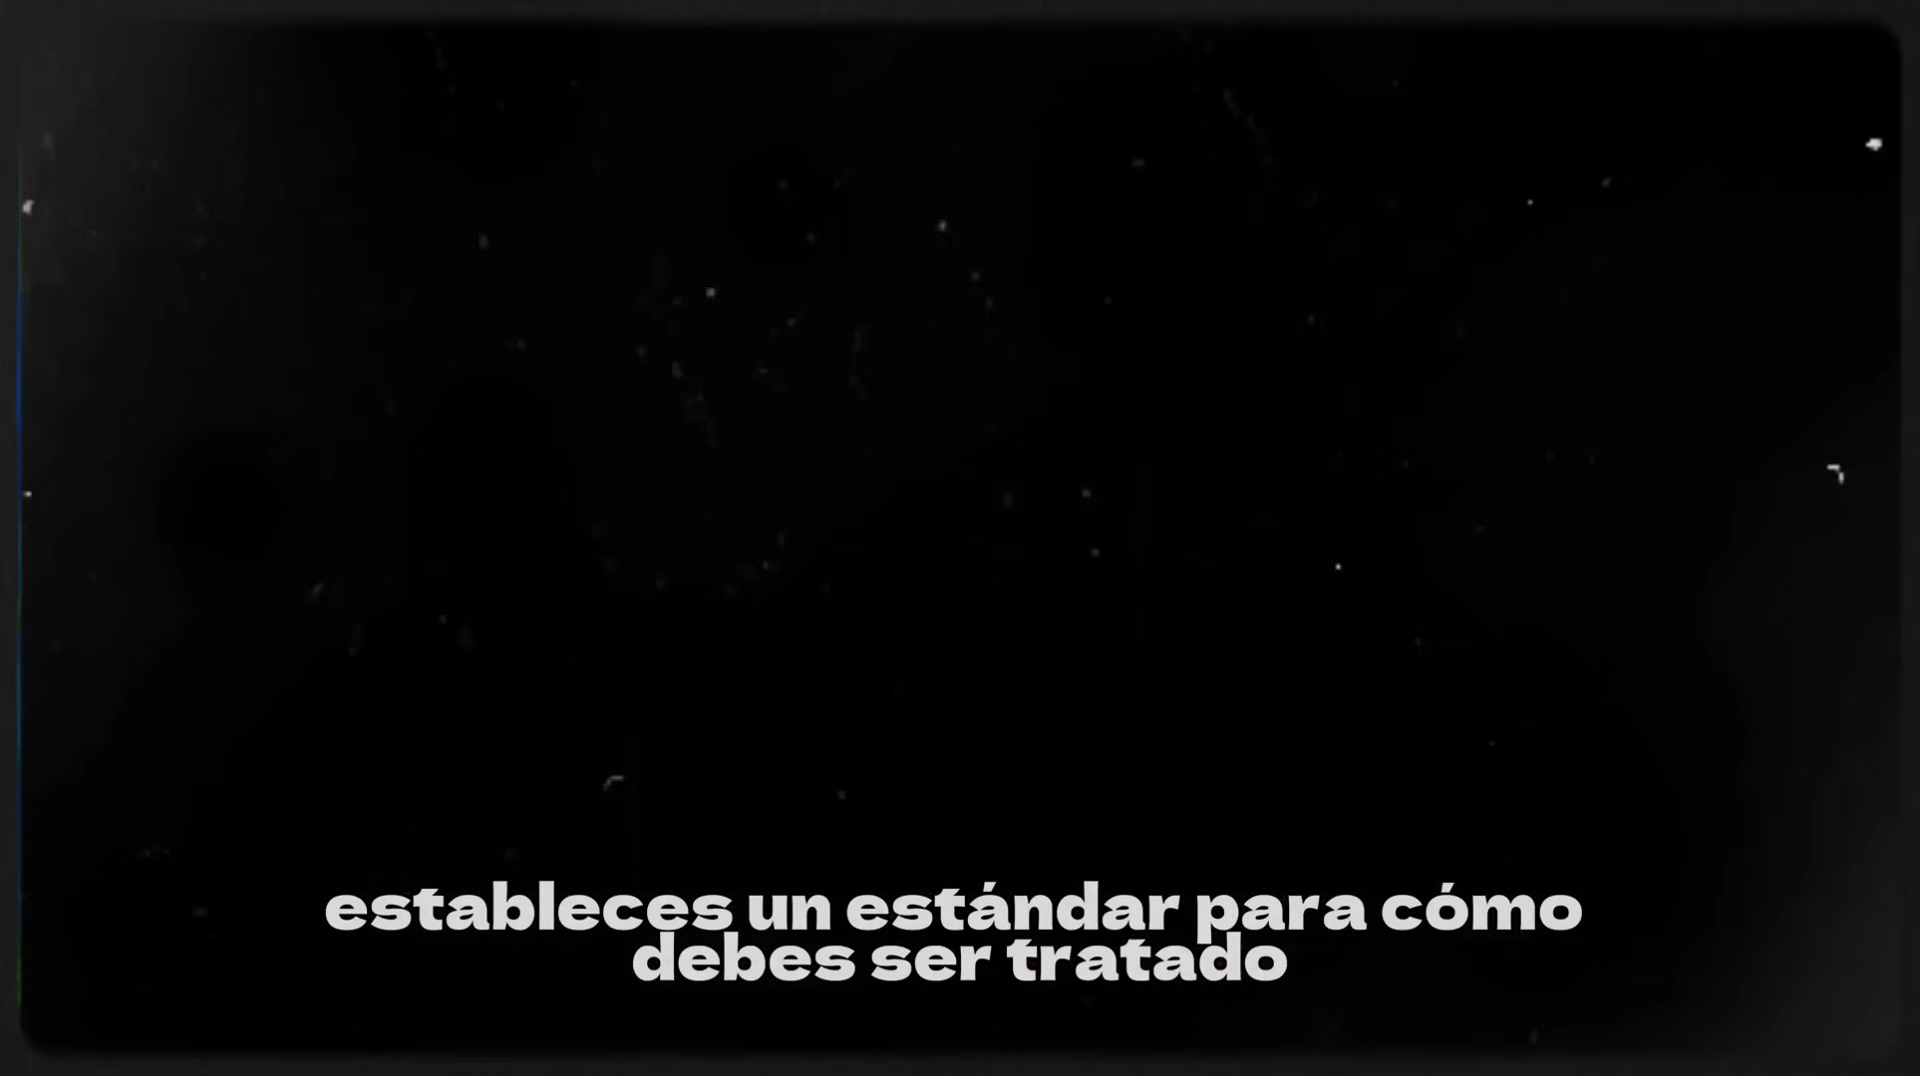 estableces un estándar para cómo
debes ser tratado